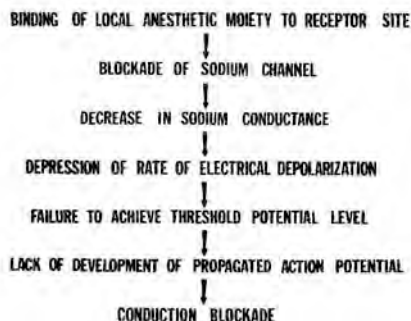 BINDING OF LOCAL ANESTHETIC MOIETY TO RECEPTOR SITE
BLOCKADE OF SODIUM CHANNEL
DECREASE IN SODIUM CONDUCTANCE
DEPRESSION OF RATE OF ELECTRICAL DEPOLARIZATION
FAILURE TO ACHIEVE THRESHOLD POTENTIAL LEVEL
LACK OF DEVELOPMENT OF PROPAGATED ACTION POTENTIAL
CONDUCTION BLOCKADE